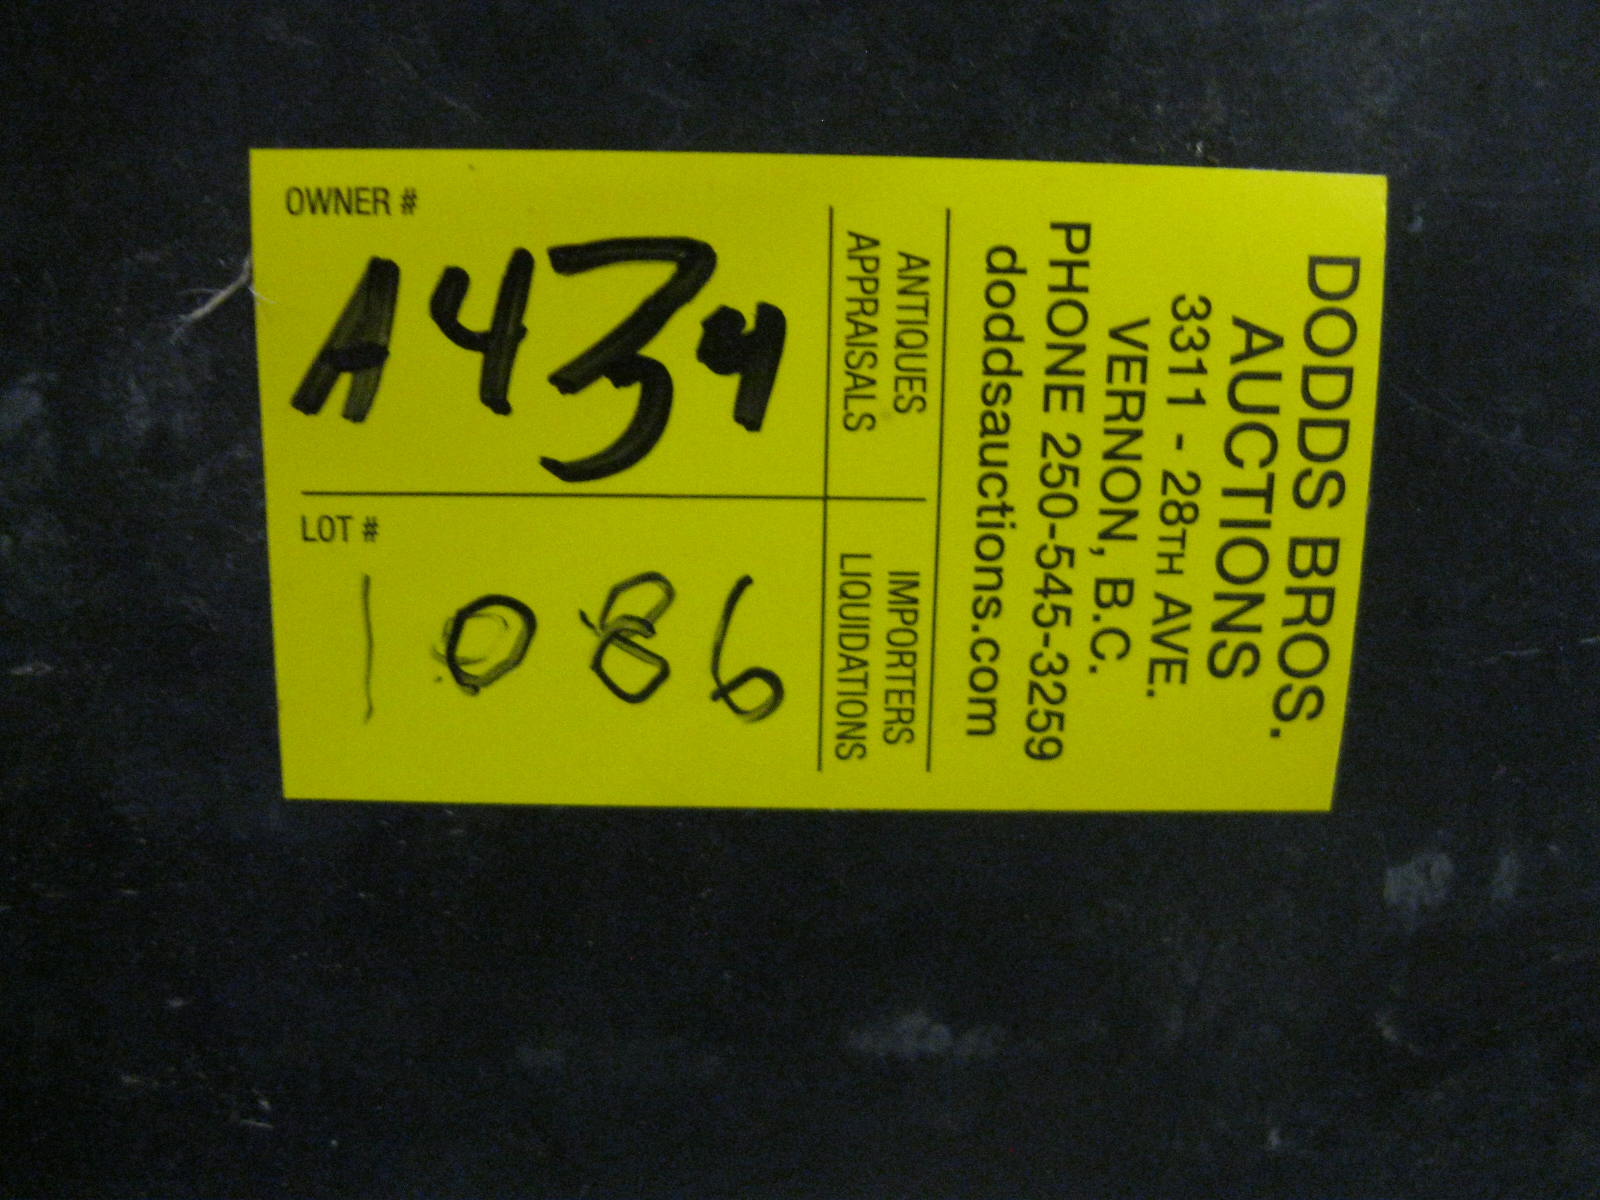 OWNER #
A439
LOT #
1086
ANTIQUES
APPRAISALS
IMPORTERS
LIQUIDATIONS
DODDS BROS.
AUCTIONS
3311 - 28TH AVE.
VERNON, B.C.
PHONE 250-545-3259
doddsauctions.com